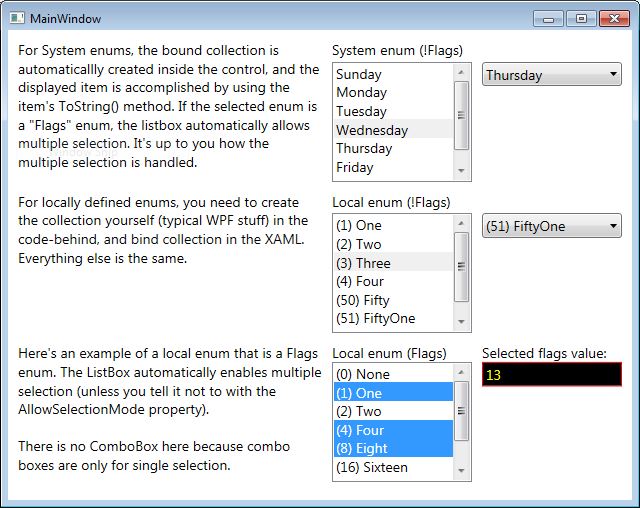 MainWindow
For System enums, the bound collection is
automaticallly created inside the control, and the
displayed item is accomplished by using the
item's ToString() method. If the selected enum is
a "Flags" enum, the listbox automatically allows
multiple selection. It's up to you how the
multiple selection is handled.
System enum (!Flags)
Sunday
Monday
Tuesday
Wednesday
Thursday
Friday
Thursday
For locally defined enums, you need to create
the collection yourself (typical WPF stuff) in the
code-behind, and bind collection in the XAML.
Everything else is the same.
Local enum (!Flags)
(1) One
(2) Two
(3) Three
(4) Four
(50) Fifty
(51) FiftyOne
(51) FiftyOne
Here's an example of a local enum that is a Flags
enum. The ListBox automatically enables multiple
selection (unless you tell it not to with the
AllowSelectionMode property).
There is no ComboBox here because combo
boxes are only for single selection.
Local enum (Flags)
(0) None
(1) One
(2) Two
(4) Four
(8) Eight
(16) Sixteen
Selected flags value:
13